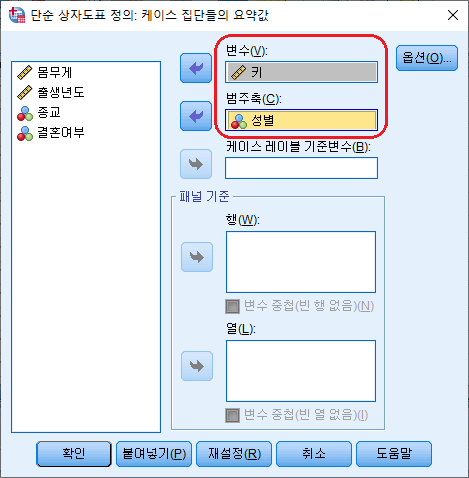 단순 상자도표 정의: 케이스 집단들의 요약값
몸무게
출생년도
종교
결혼여부
변수(V):
키
범주축(C):
성별
케이스 레이블 기준변수(B):
패널 기준
행(W):
변수 중첩(빈 행 없음)(N)
열(L):
변수 중첩(빈 열 없음)(I)
옵션(O)...
확인
붙여넣기(P)
재설정(R)
취소
도움말